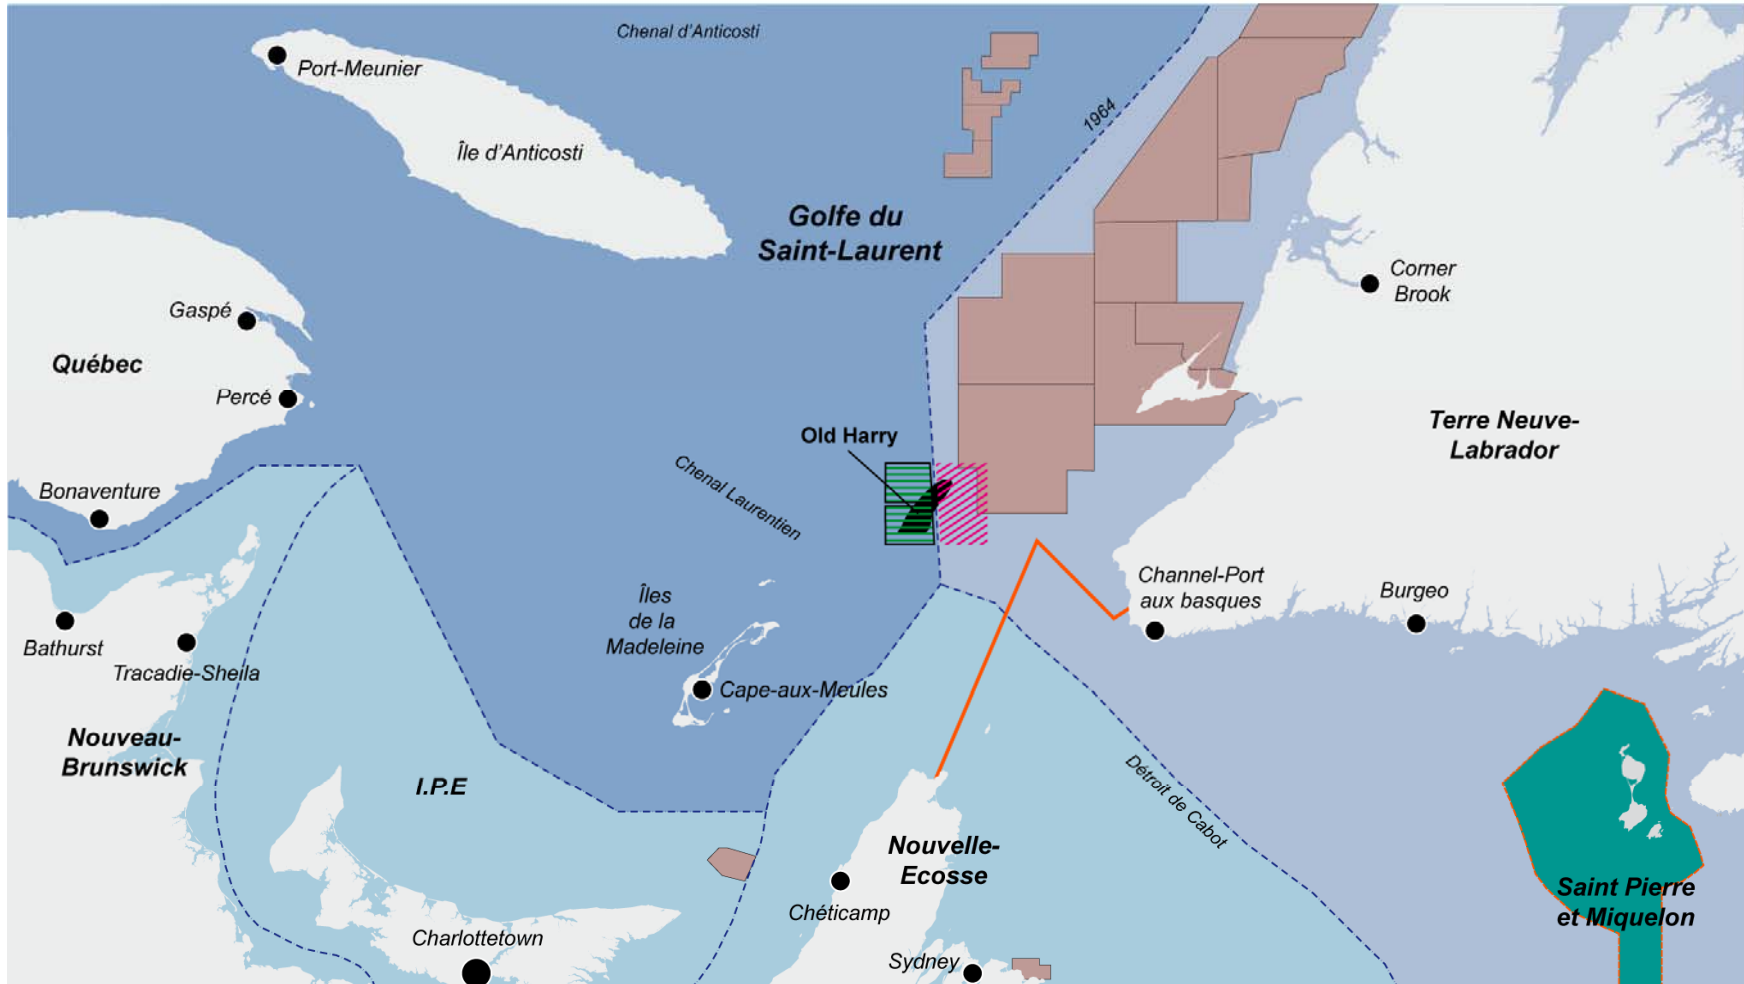 Chenal d'Anticosti
Port-Meunier
Île d'Anticosti
1964
Golfe du
Saint-Laurent
Corner
Brook
Gaspé
Québec
Percé
Terre Neuve-
Labrador
Old Harry
Chenal Laurentien
Bonaventure
Channel-Port
aux basques
Burgeo
Îles
de la
Madeleine
Bathurst
Tracadie-Sheila
Cape-aux-Meules
Nouveau-
Brunswick
I.P.E
Détroit de Cabot
Nouvelle-
Ecosse
Saint Pierre
et Miquelon
Chéticamp
Charlottetown
Sydney